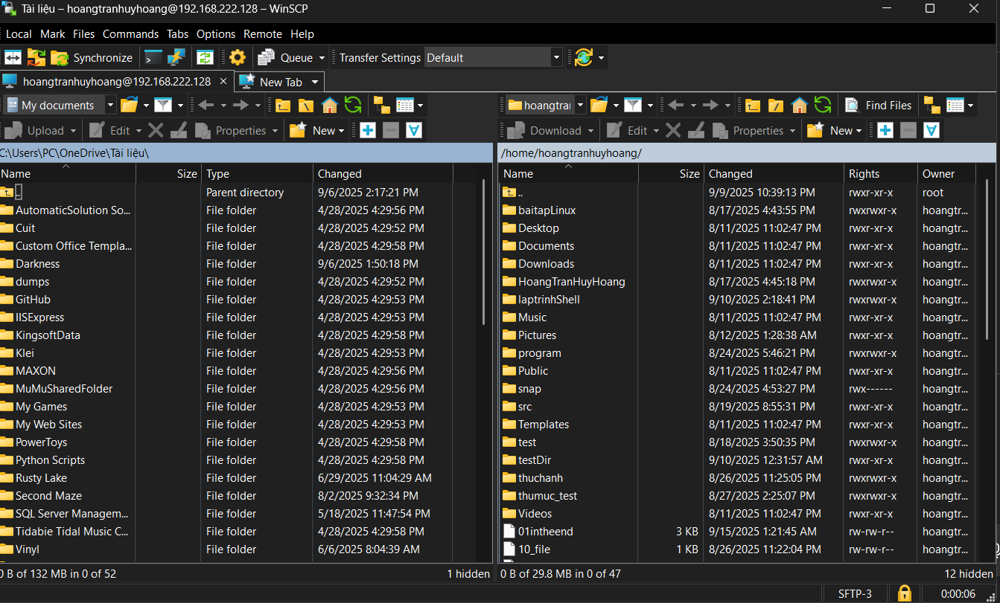 Tài liệu – hoangtranhuyhoang@192.168.222.128 – WinSCP
Local Mark Files Commands Tabs Options Remote Help
Synchronize Queue Transfer Settings Default
hoangtranhuyhoang@192.168.222.128 × New Tab
My documents hoangtrar Find Files
Upload Edit Properties New Download Edit Properties New
C:\Users\PC\OneDrive\Tài liệu\ /home/hoangtranhuyhoang/
Name Size Type Changed Name Size Changed Rights Owner
.. Parent directory 9/6/2025 2:17:21 PM .. 9/9/2025 10:39:13 PM rwxr-xr-x root
AutomaticSolution So... File folder 4/28/2025 4:29:56 PM baitapLinux 8/17/2025 4:43:55 PM rwxrwxr-x hoangtr...
Cuit File folder 4/28/2025 4:29:52 PM Desktop 8/11/2025 11:02:47 PM rwxr-xr-x hoangtr...
Custom Office Templa... File folder 4/28/2025 4:29:58 PM Documents 8/11/2025 11:02:47 PM rwxr-xr-x hoangtr...
Darkness File folder 9/6/2025 1:50:18 PM Downloads 8/11/2025 11:02:47 PM rwxr-xr-x hoangtr...
dumps File folder 4/28/2025 4:29:52 PM HoangTranHuyHoang 8/17/2025 4:45:18 PM rwxrwxr-x hoangtr...
GitHub File folder 4/28/2025 4:29:53 PM laptrinhShell 9/10/2025 2:18:41 PM rwxrwxr-x hoangtr...
IISExpress File folder 4/28/2025 4:29:53 PM Music 8/11/2025 11:02:47 PM rwxr-xr-x hoangtr...
KingsoftData File folder 4/28/2025 4:29:58 PM Pictures 8/12/2025 1:28:38 AM rwxr-xr-x hoangtr...
Klei File folder 4/28/2025 4:29:53 PM program 8/24/2025 5:46:21 PM rwxrwxr-x hoangtr...
MAXON File folder 4/28/2025 4:29:56 PM Public 8/11/2025 11:02:47 PM rwxr-xr-x hoangtr...
MuMuSharedFolder File folder 4/28/2025 4:29:56 PM snap 8/24/2025 4:53:27 PM rwx------ hoangtr...
My Games File folder 4/28/2025 4:29:53 PM src 8/19/2025 8:55:31 PM rwxr-xr-x hoangtr...
My Web Sites File folder 4/28/2025 4:29:53 PM Templates 8/11/2025 11:02:47 PM rwxr-xr-x hoangtr...
PowerToys File folder 4/28/2025 4:29:58 PM test 8/18/2025 3:50:35 PM rwxrwxr-x hoangtr...
Python Scripts File folder 4/28/2025 4:29:58 PM testDir 9/10/2025 12:31:57 AM rwxrwxr-x hoangtr...
Rusty Lake File folder 6/29/2025 11:04:29 AM thuchanh 8/26/2025 11:25:05 PM rwxrwxr-x hoangtr...
Second Maze File folder 8/2/2025 9:32:34 PM thumuc_test 8/27/2025 2:25:07 PM rwxrwxr-x hoangtr...
SQL Server Managem... File folder 5/18/2025 11:47:54 PM Videos 8/11/2025 11:02:47 PM rwxr-xr-x hoangtr...
Tidabie Tidal Music C... File folder 4/28/2025 4:29:58 PM 01intheend 3 KB 9/15/2025 1:21:45 AM rw-rw-r-- hoangtr...
Vinyl File folder 6/6/2025 8:04:39 AM 10_file 1 KB 8/26/2025 11:22:04 PM rw-rw-r-- hoangtr...
0 B of 132 MB in 0 of 52 1 hidden 0 B of 29.8 MB in 0 of 47 12 hidden
SFTP-3 0:00:06